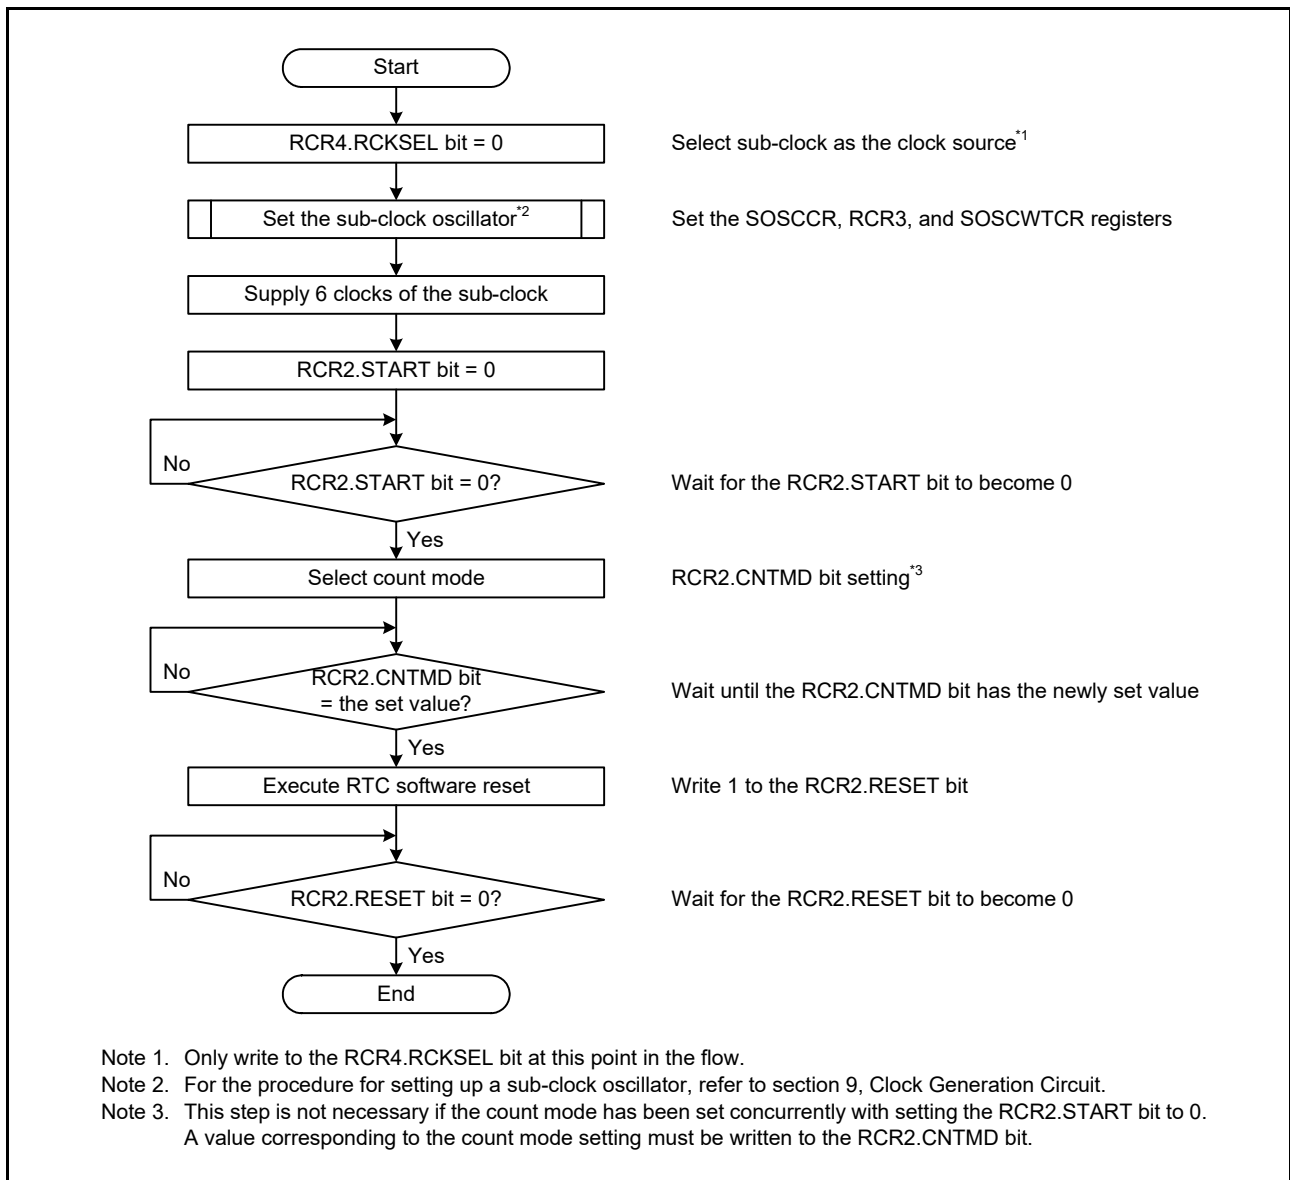 Start
RCR4.RCKSEL bit = 0
Select sub-clock as the clock source*1
Set the sub-clock oscillator*2
Set the SOSCCR, RCR3, and SOSCWTCR registers
Supply 6 clocks of the sub-clock
RCR2.START bit = 0
No
RCR2.START bit = 0?
Wait for the RCR2.START bit to become 0
Yes
Select count mode
RCR2.CNTMD bit setting*3
No
RCR2.CNTMD bit
= the set value?
Wait until the RCR2.CNTMD bit has the newly set value
Yes
Execute RTC software reset
Write 1 to the RCR2.RESET bit
No
RCR2.RESET bit = 0?
Wait for the RCR2.RESET bit to become 0
Yes
End
Note 1. Only write to the RCR4.RCKSEL bit at this point in the flow.
Note 2. For the procedure for setting up a sub-clock oscillator, refer to section 9, Clock Generation Circuit.
Note 3. This step is not necessary if the count mode has been set concurrently with setting the RCR2.START bit to 0.
A value corresponding to the count mode setting must be written to the RCR2.CNTMD bit.